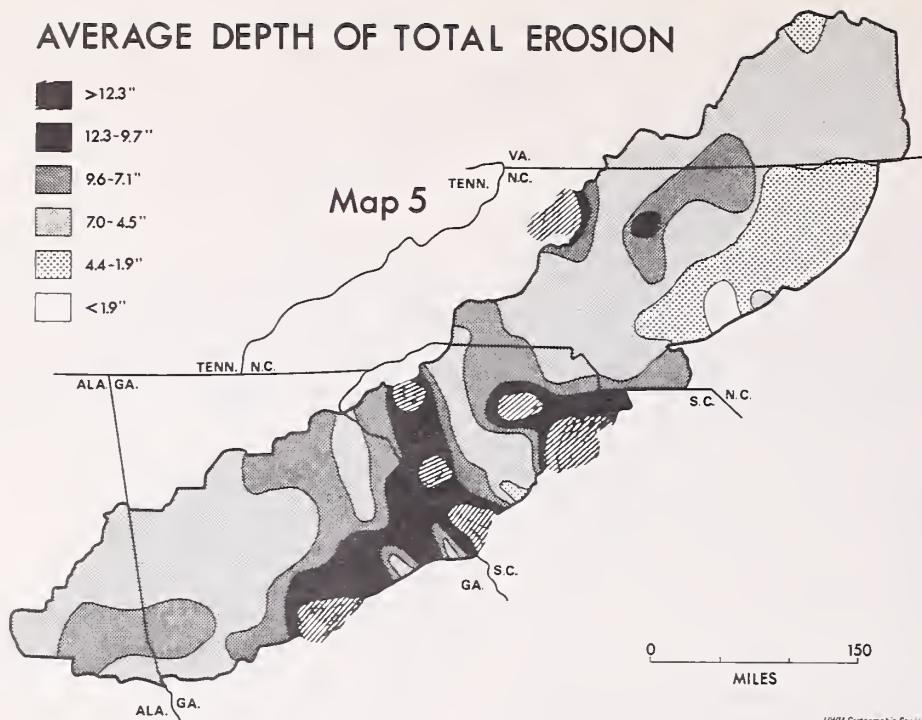 AVERAGE DEPTH OF TOTAL EROSION
>12.3"
12.3-9.7"
9.6-7.1"
7.0-4.5"
4.4-1.9"
<1.9"
Map 5
VA.
TENN. N.C.
TENN. N.C.
ALA. GA.
S.C. N.C.
S.C.
GA.
ALA. GA.
0 150
MILES